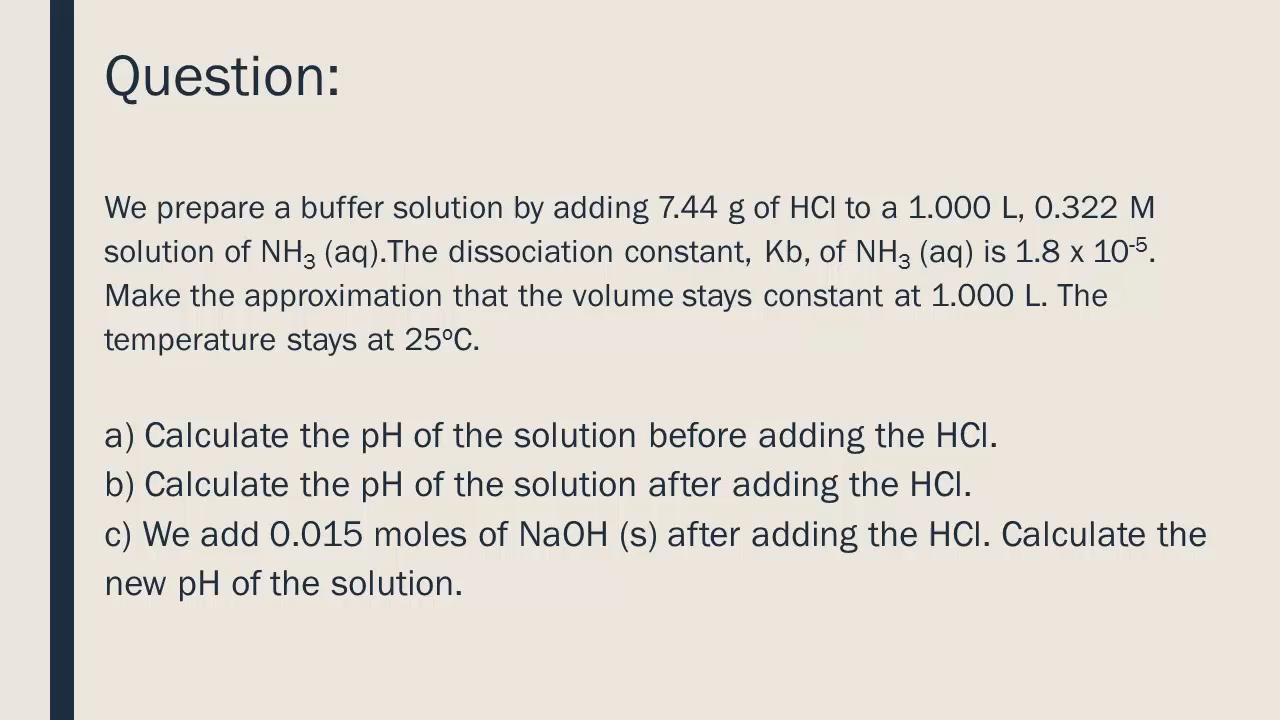 Question:
We prepare a buffer solution by adding 7.44 g of HCl to a 1.000 L, 0.322 M
solution of NH₃ (aq).The dissociation constant, Kb, of NH₃ (aq) is 1.8 x 10⁻⁵.
Make the approximation that the volume stays constant at 1.000 L. The
temperature stays at 25ºC.
a) Calculate the pH of the solution before adding the HCl.
b) Calculate the pH of the solution after adding the HCl.
c) We add 0.015 moles of NaOH (s) after adding the HCl. Calculate the
new pH of the solution.